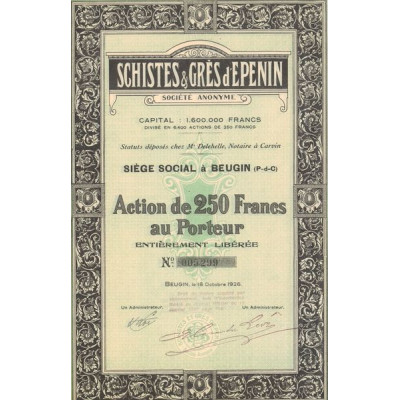 SCHISTES & GRÈS d'EPENIN
SOCIÉTÉ ANONYME
CAPITAL : 1.600.000 FRANCS
DIVISÉ EN 6400 ACTIONS DE 250 FRANCS
Statuts déposés chez Me Delehelle, Notaire à Carvin
SIÈGE SOCIAL à BEUGIN (P-d-C)
Action de 250 Francs
au Porteur
ENTIÈREMENT LIBÉRÉE
No. 005299
BEUGIN, le 18 Octobre 1926.
Un Administrateur.
Un Administrateur.